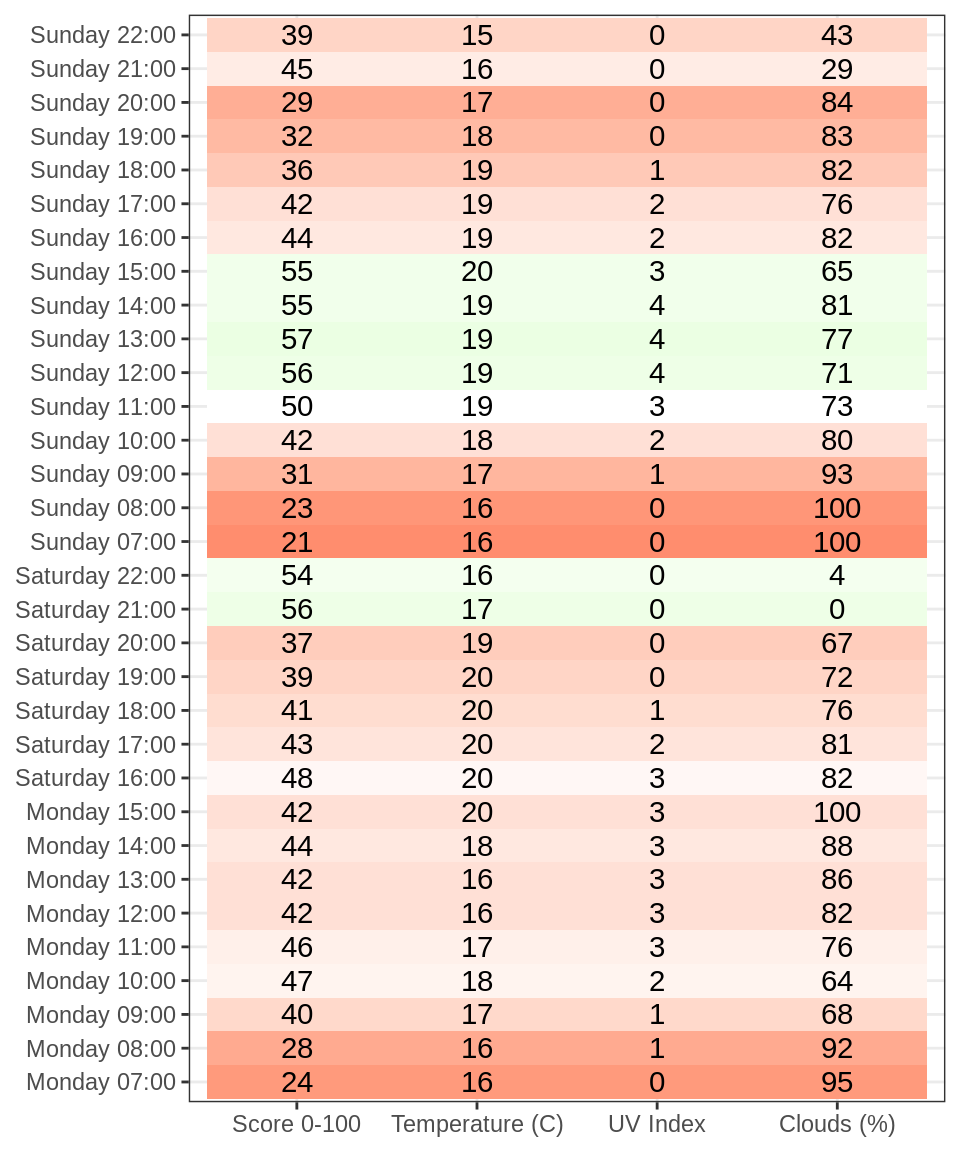 Sunday 22:00 39 15 0 43
Sunday 21:00 45 16 0 29
Sunday 20:00 29 17 0 84
Sunday 19:00 32 18 0 83
Sunday 18:00 36 19 1 82
Sunday 17:00 42 19 2 76
Sunday 16:00 44 19 2 82
Sunday 15:00 55 20 3 65
Sunday 14:00 55 19 4 81
Sunday 13:00 57 19 4 77
Sunday 12:00 56 19 4 71
Sunday 11:00 50 19 3 73
Sunday 10:00 42 18 2 80
Sunday 09:00 31 17 1 93
Sunday 08:00 23 16 0 100
Sunday 07:00 21 16 0 100
Saturday 22:00 54 16 0 4
Saturday 21:00 56 17 0 0
Saturday 20:00 37 19 0 67
Saturday 19:00 39 20 0 72
Saturday 18:00 41 20 1 76
Saturday 17:00 43 20 2 81
Saturday 16:00 48 20 3 82
Monday 15:00 42 20 3 100
Monday 14:00 44 18 3 88
Monday 13:00 42 16 3 86
Monday 12:00 42 16 3 82
Monday 11:00 46 17 3 76
Monday 10:00 47 18 2 64
Monday 09:00 40 17 1 68
Monday 08:00 28 16 1 92
Monday 07:00 24 16 0 95
Score 0-100 Temperature (C) UV Index Clouds (%)